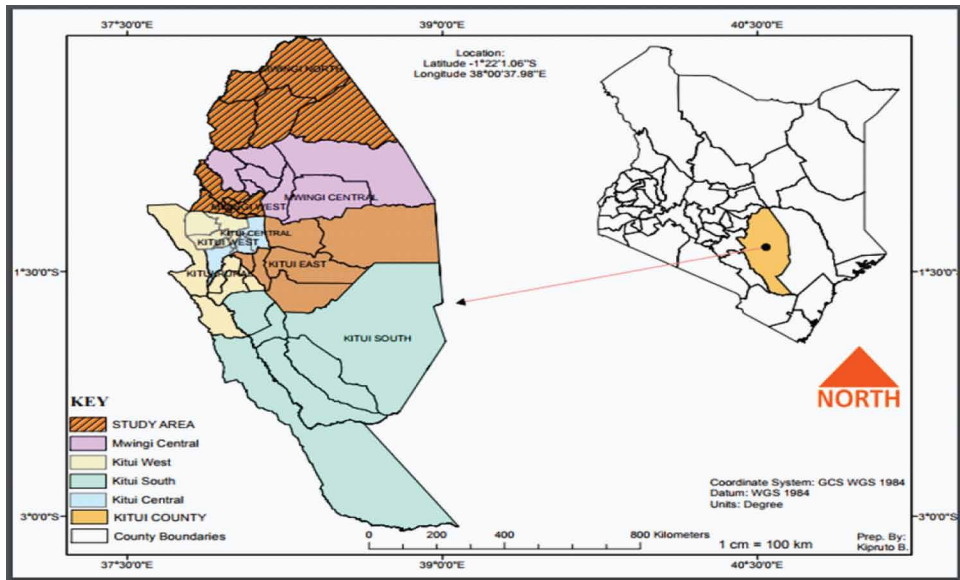 37°30'0"E 39°0'0"E 40°30'0"E
Location:
Latitude -1°22'1.06"S
Longitude 38°00'37.98"E
MWINGI NORTH
MWINGI CENTRAL
MWINGI WEST
KITUI CENTRAL
KITUI WEST
KITUI EAST
KITUI RURAL
1°30'0"S 1°30'0"S
KITUI SOUTH
NORTH
KEY
STUDY AREA
Mwingi Central
Kitui West
Kitui South
Kitui Central
KITUI COUNTY
County Boundaries
Coordinate System: GCS WGS 1984
Datum: WGS 1984
Units: Degree
3°0'0"S 3°0'0"S
0 200 400 800 Kilometers
1 cm = 100 km
Prep. By:
Kipruto B.
37°30'0"E 39°0'0"E 40°30'0"E